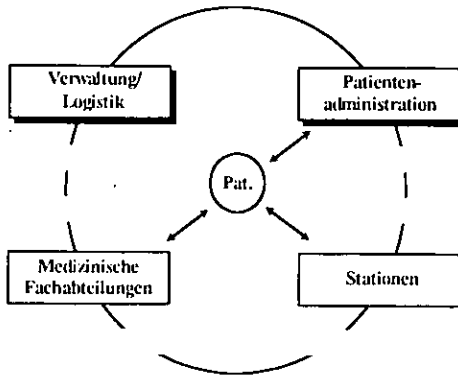 Verwaltung/
Logistik
Patienten-
administration
Pat.
Medizinische
Fachabteilungen
Stationen